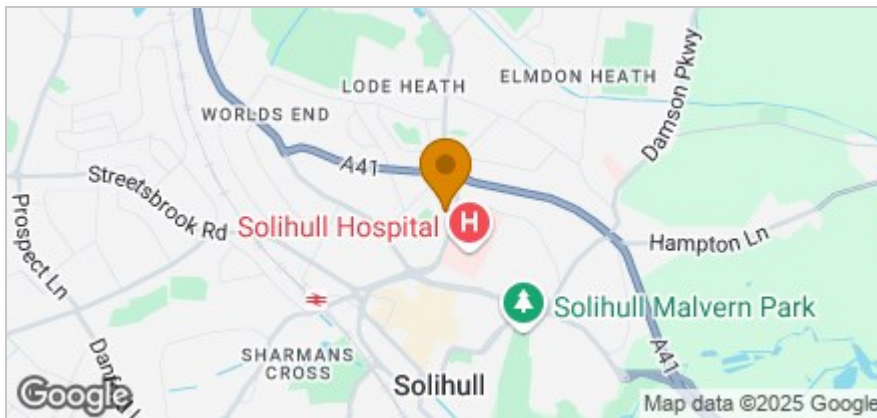 LODE HEATH
ELMDON HEATH
Damson Pkwy
WORLDS END
A41
Streetsbrook Rd
Prospect Ln
Solihull Hospital
H
Hampton Ln
Solihull Malvern Park
SHARMANS
CROSS
Solihull
A41
Google
Map data ©2025 Google